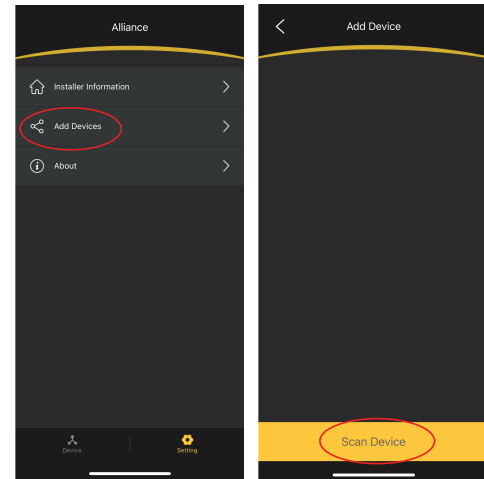 Alliance
Installer Information
Add Devices
About
Device
Setting
Add Device
Scan Device